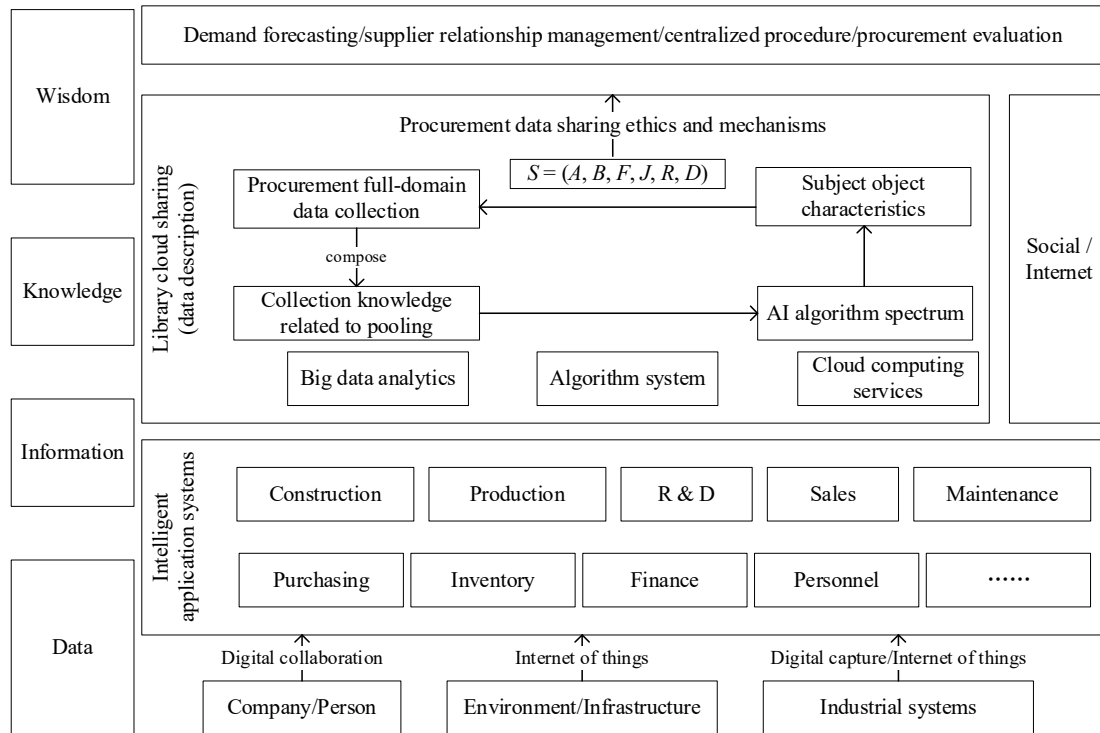 Demand forecasting/supplier relationship management/centralized procedure/procurement evaluation
Wisdom
Knowledge
Information
Data
Library cloud sharing
(data description)
Procurement data sharing ethics and mechanisms
S = (A, B, F, J, R, D)
Procurement full-domain
data collection
Subject object
characteristics
compose
Collection knowledge
related to pooling
AI algorithm spectrum
Big data analytics
Algorithm system
Cloud computing
services
Social /
Internet
Intelligent
application systems
Construction
Production
R & D
Sales
Maintenance
Purchasing
Inventory
Finance
Personnel
……
Digital collaboration
Internet of things
Digital capture/Internet of things
Company/Person
Environment/Infrastructure
Industrial systems